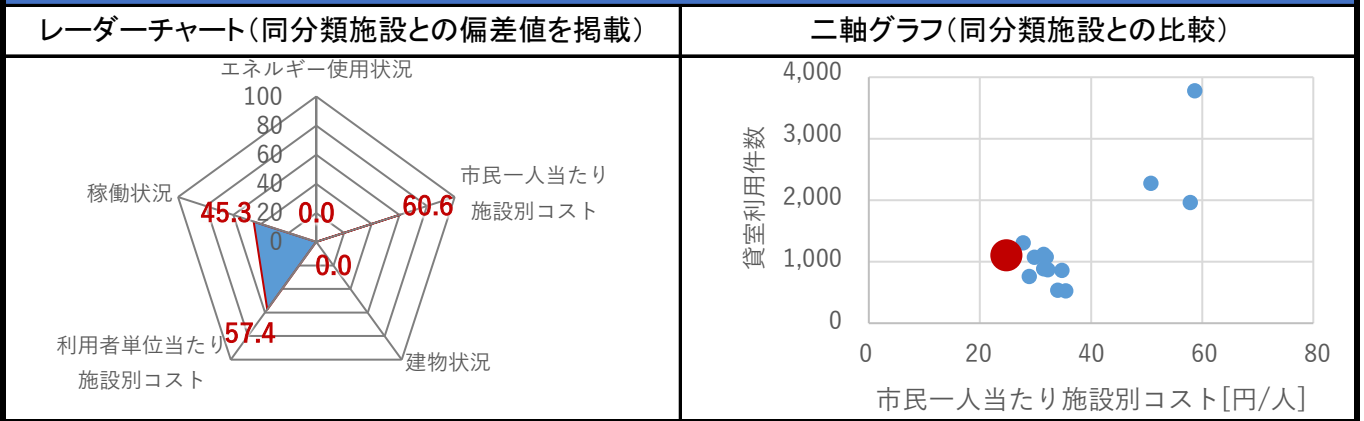 レーダーチャート(同分類施設との偏差値を掲載)
二軸グラフ(同分類施設との比較)
エネルギー使用状況
100
80
60
40
20
0
市民一人当たり
施設別コスト
建物状況
利用者単位当たり
施設別コスト
稼働状況
0.0
60.6
0.0
57.4
45.3
4,000
3,000
2,000
1,000
0
貸室利用件数
0
20
40
60
80
市民一人当たり施設別コスト[円/人]